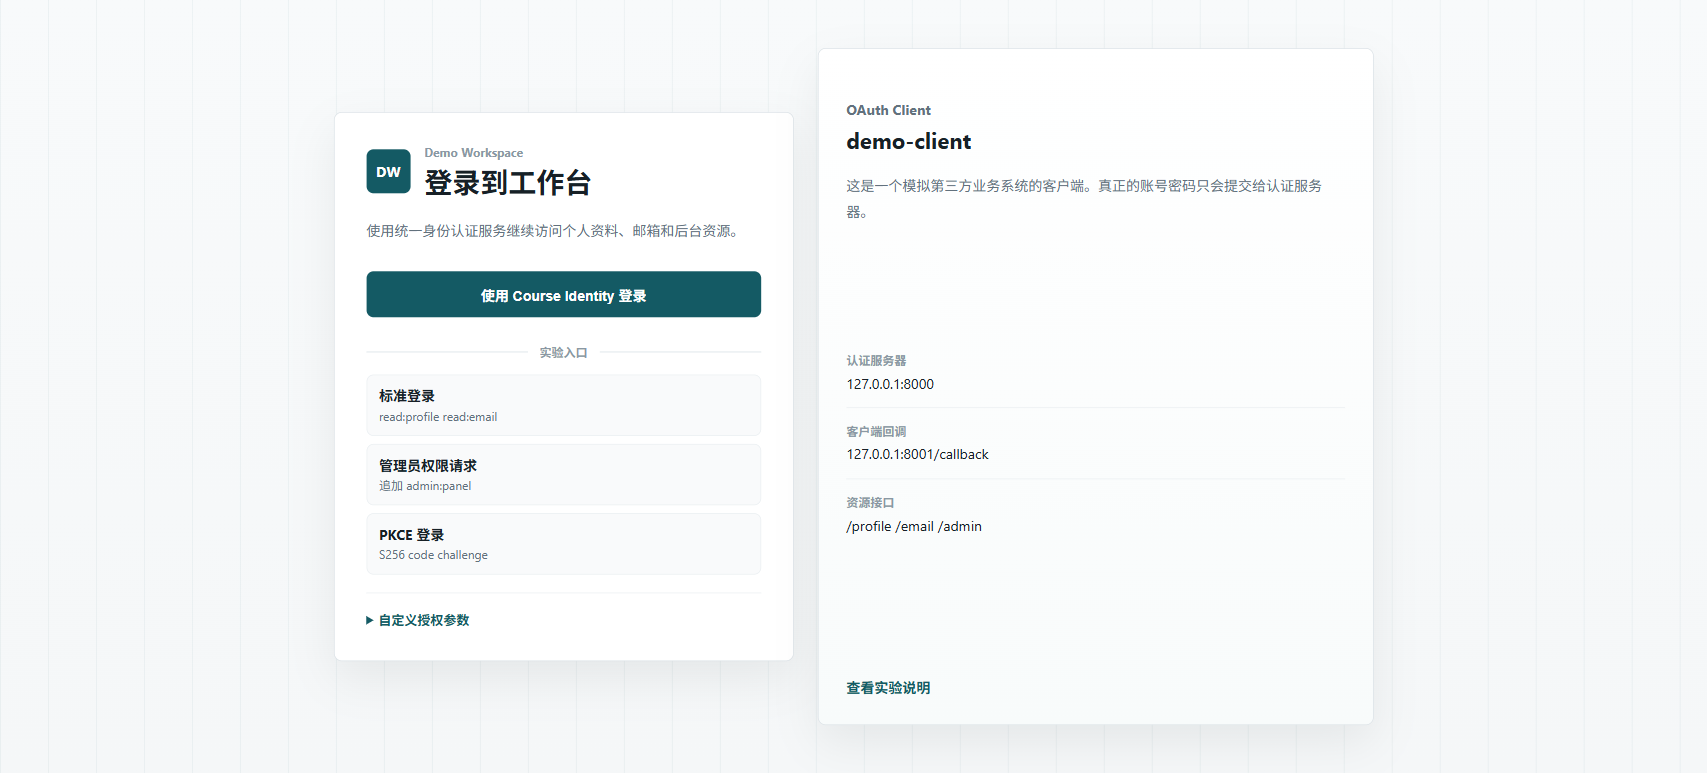 DW
Demo Workspace
登录到工作台
使用统一身份认证服务继续访问个人资料、邮箱和后台资源。
使用 Course Identity 登录
实验入口
标准登录
read:profile read:email
管理员权限请求
追加 admin:panel
PKCE 登录
S256 code challenge
自定义授权参数
OAuth Client
demo-client
这是一个模拟第三方业务系统的客户端。真正的账号密码只会提交给认证服务
器。
认证服务器
127.0.0.1:8000
客户端回调
127.0.0.1:8001/callback
资源接口
/profile /email /admin
查看实验说明